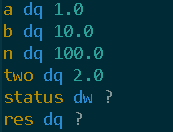 a dq 1.0
b dq 10.0
n dq 100.0
two dq 2.0
status dw ?
res dq ?